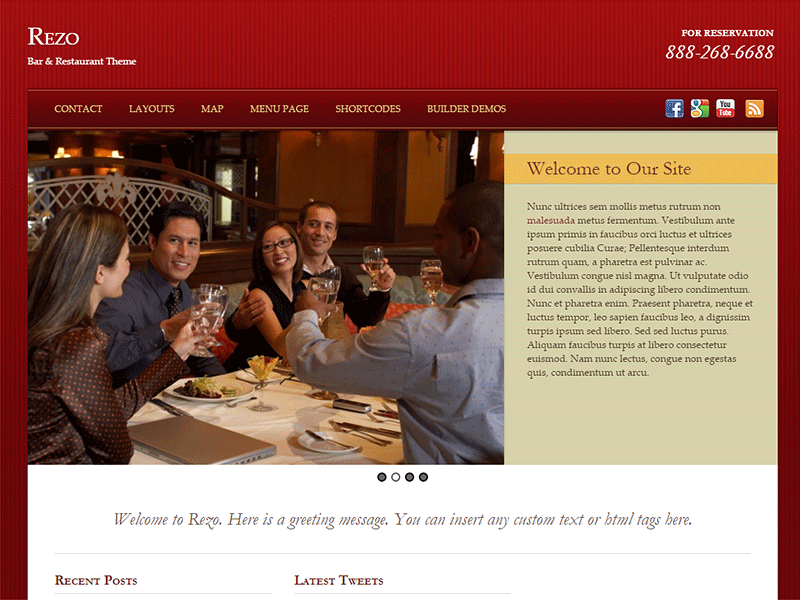 Rezo
Bar & Restaurant Theme
FOR RESERVATION
888-268-6688
CONTACT LAYOUTS MAP MENU PAGE SHORTCODES BUILDER DEMOS
You
Tube
Welcome to Our Site
Nunc ultrices sem mollis metus rutrum non
malesuada metus fermentum. Vestibulum ante
ipsum primis in faucibus orci luctus et ultrices
posuere cubilia Curae; Pellentesque interdum
rutrum quam, a pharetra est pulvinar ac.
Vestibulum congue nisl magna. Ut vulputate odio
id dui convallis in adipiscing libero condimentum.
Nunc et pharetra enim. Praesent pharetra, neque et
luctus tempor, leo sapien faucibus leo, a dignissim
turpis ipsum sed libero. Sed sed luctus purus.
Aliquam faucibus turpis at libero consectetur
euismod. Nam nunc lectus, congue non egestas
quis, condimentum ut arcu.
Welcome to Rezo. Here is a greeting message. You can insert any custom text or html tags here.
Recent Posts
Latest Tweets